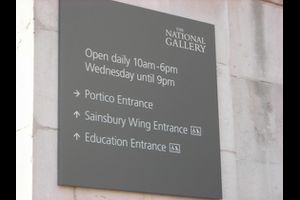 THE
NATIONAL
GALLERY
Open daily 10am-6pm
Wednesday until 9pm
→ Portico Entrance
↑ Sainsbury Wing Entrance
↑ Education Entrance